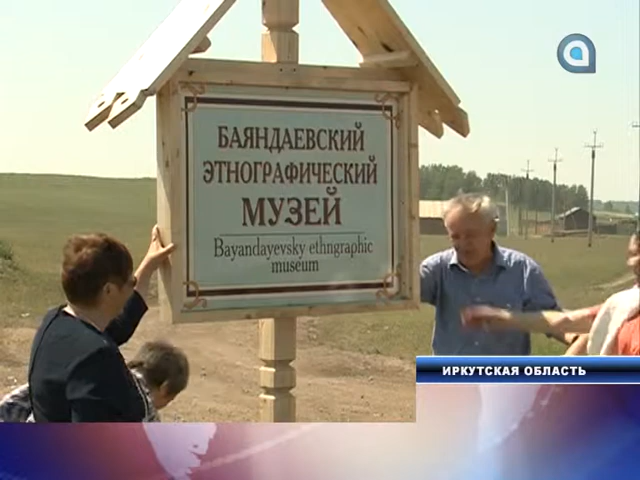 БАЯНДАЕВСКИЙ
ЭТНОГРАФИЧЕСКИЙ
МУЗЕЙ
Bayandayevsky ethngraphic
museum
ИРКУТСКАЯ ОБЛАСТЬ